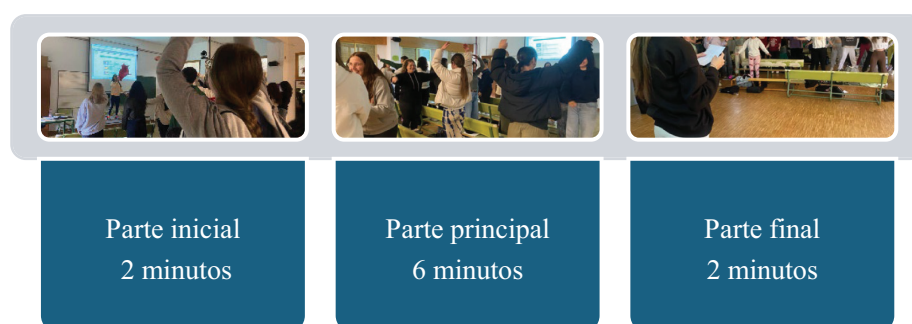 Parte inicial
2 minutos
Parte principal
6 minutos
Parte final
2 minutos